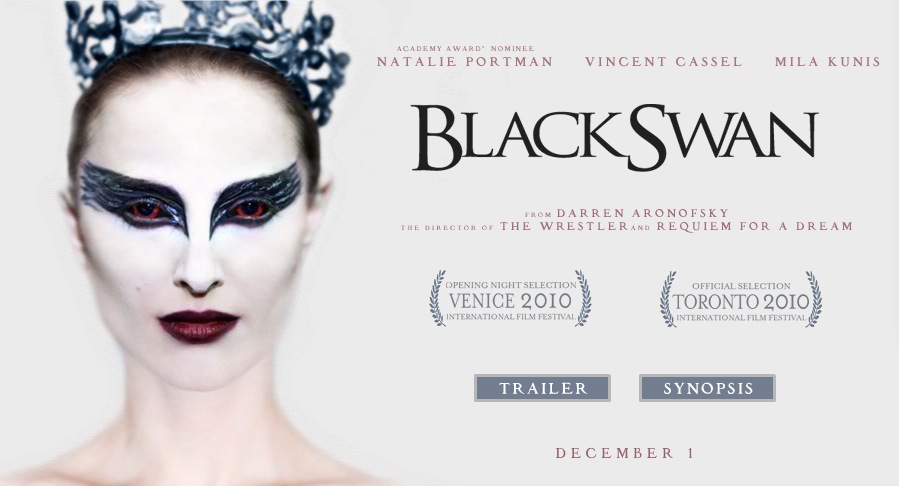 ACADEMY AWARD® NOMINEE
NATALIE PORTMAN VINCENT CASSEL MILA KUNIS
BLACK SWAN
FROM DARREN ARONOFSKY
THE DIRECTOR OF THE WRESTLER AND REQUIEM FOR A DREAM
OPENING NIGHT SELECTION
VENICE 2010
INTERNATIONAL FILM FESTIVAL
OFFICIAL SELECTION
TORONTO 2010
INTERNATIONAL FILM FESTIVAL
TRAILER SYNOPSIS
DECEMBER 1